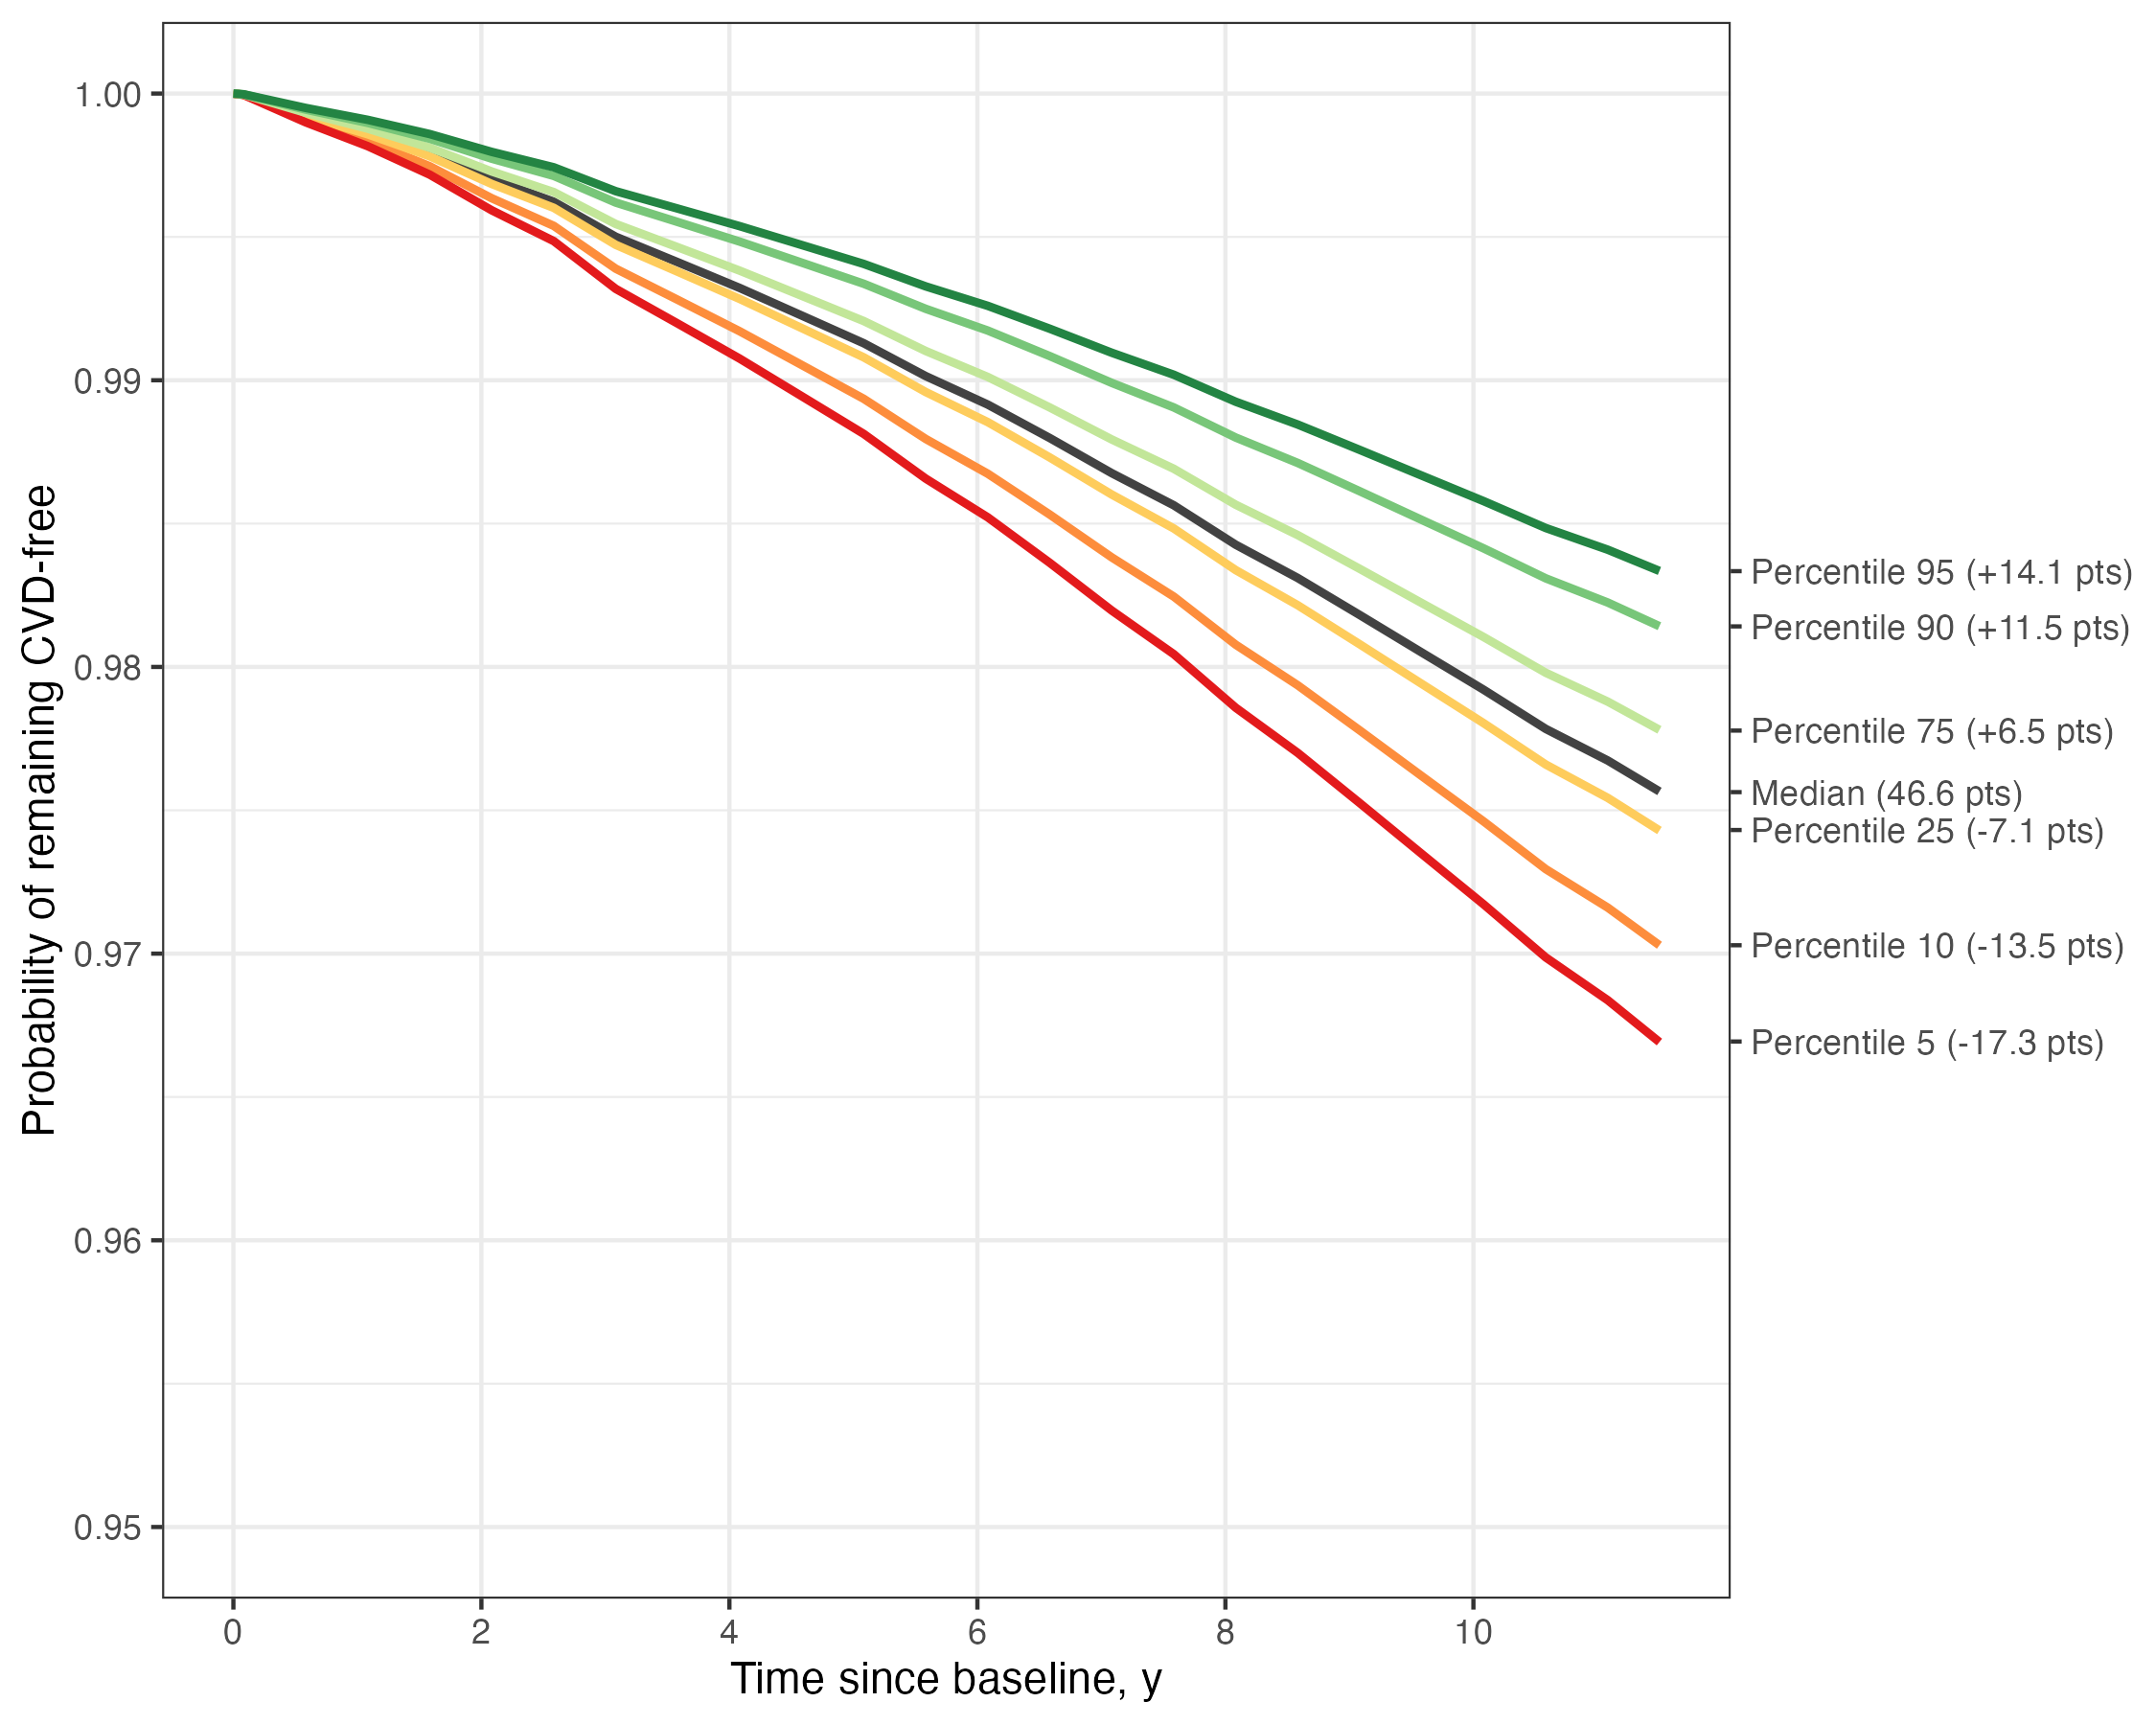 Probability of remaining CVD-free
1.00
0.99
0.98
0.97
0.96
0.95
Percentile 95 (+14.1 pts)
Percentile 90 (+11.5 pts)
Percentile 75 (+6.5 pts)
Median (46.6 pts)
Percentile 25 (-7.1 pts)
Percentile 10 (-13.5 pts)
Percentile 5 (-17.3 pts)
0 2 4 6 8 10
Time since baseline, y